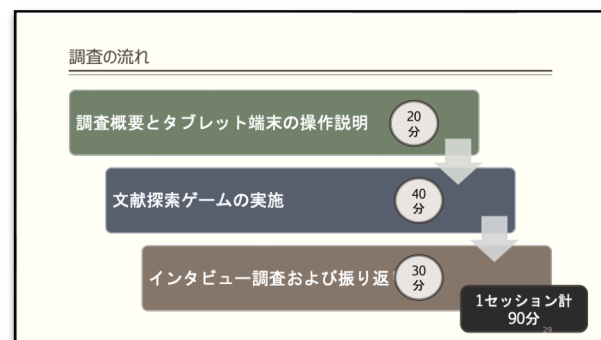 調査の流れ
調査概要とタブレット端末の操作説明
20
分
文献探索ゲームの実施
40
分
インタビュー調査および振り返
30
分
1セッション計
90分
29